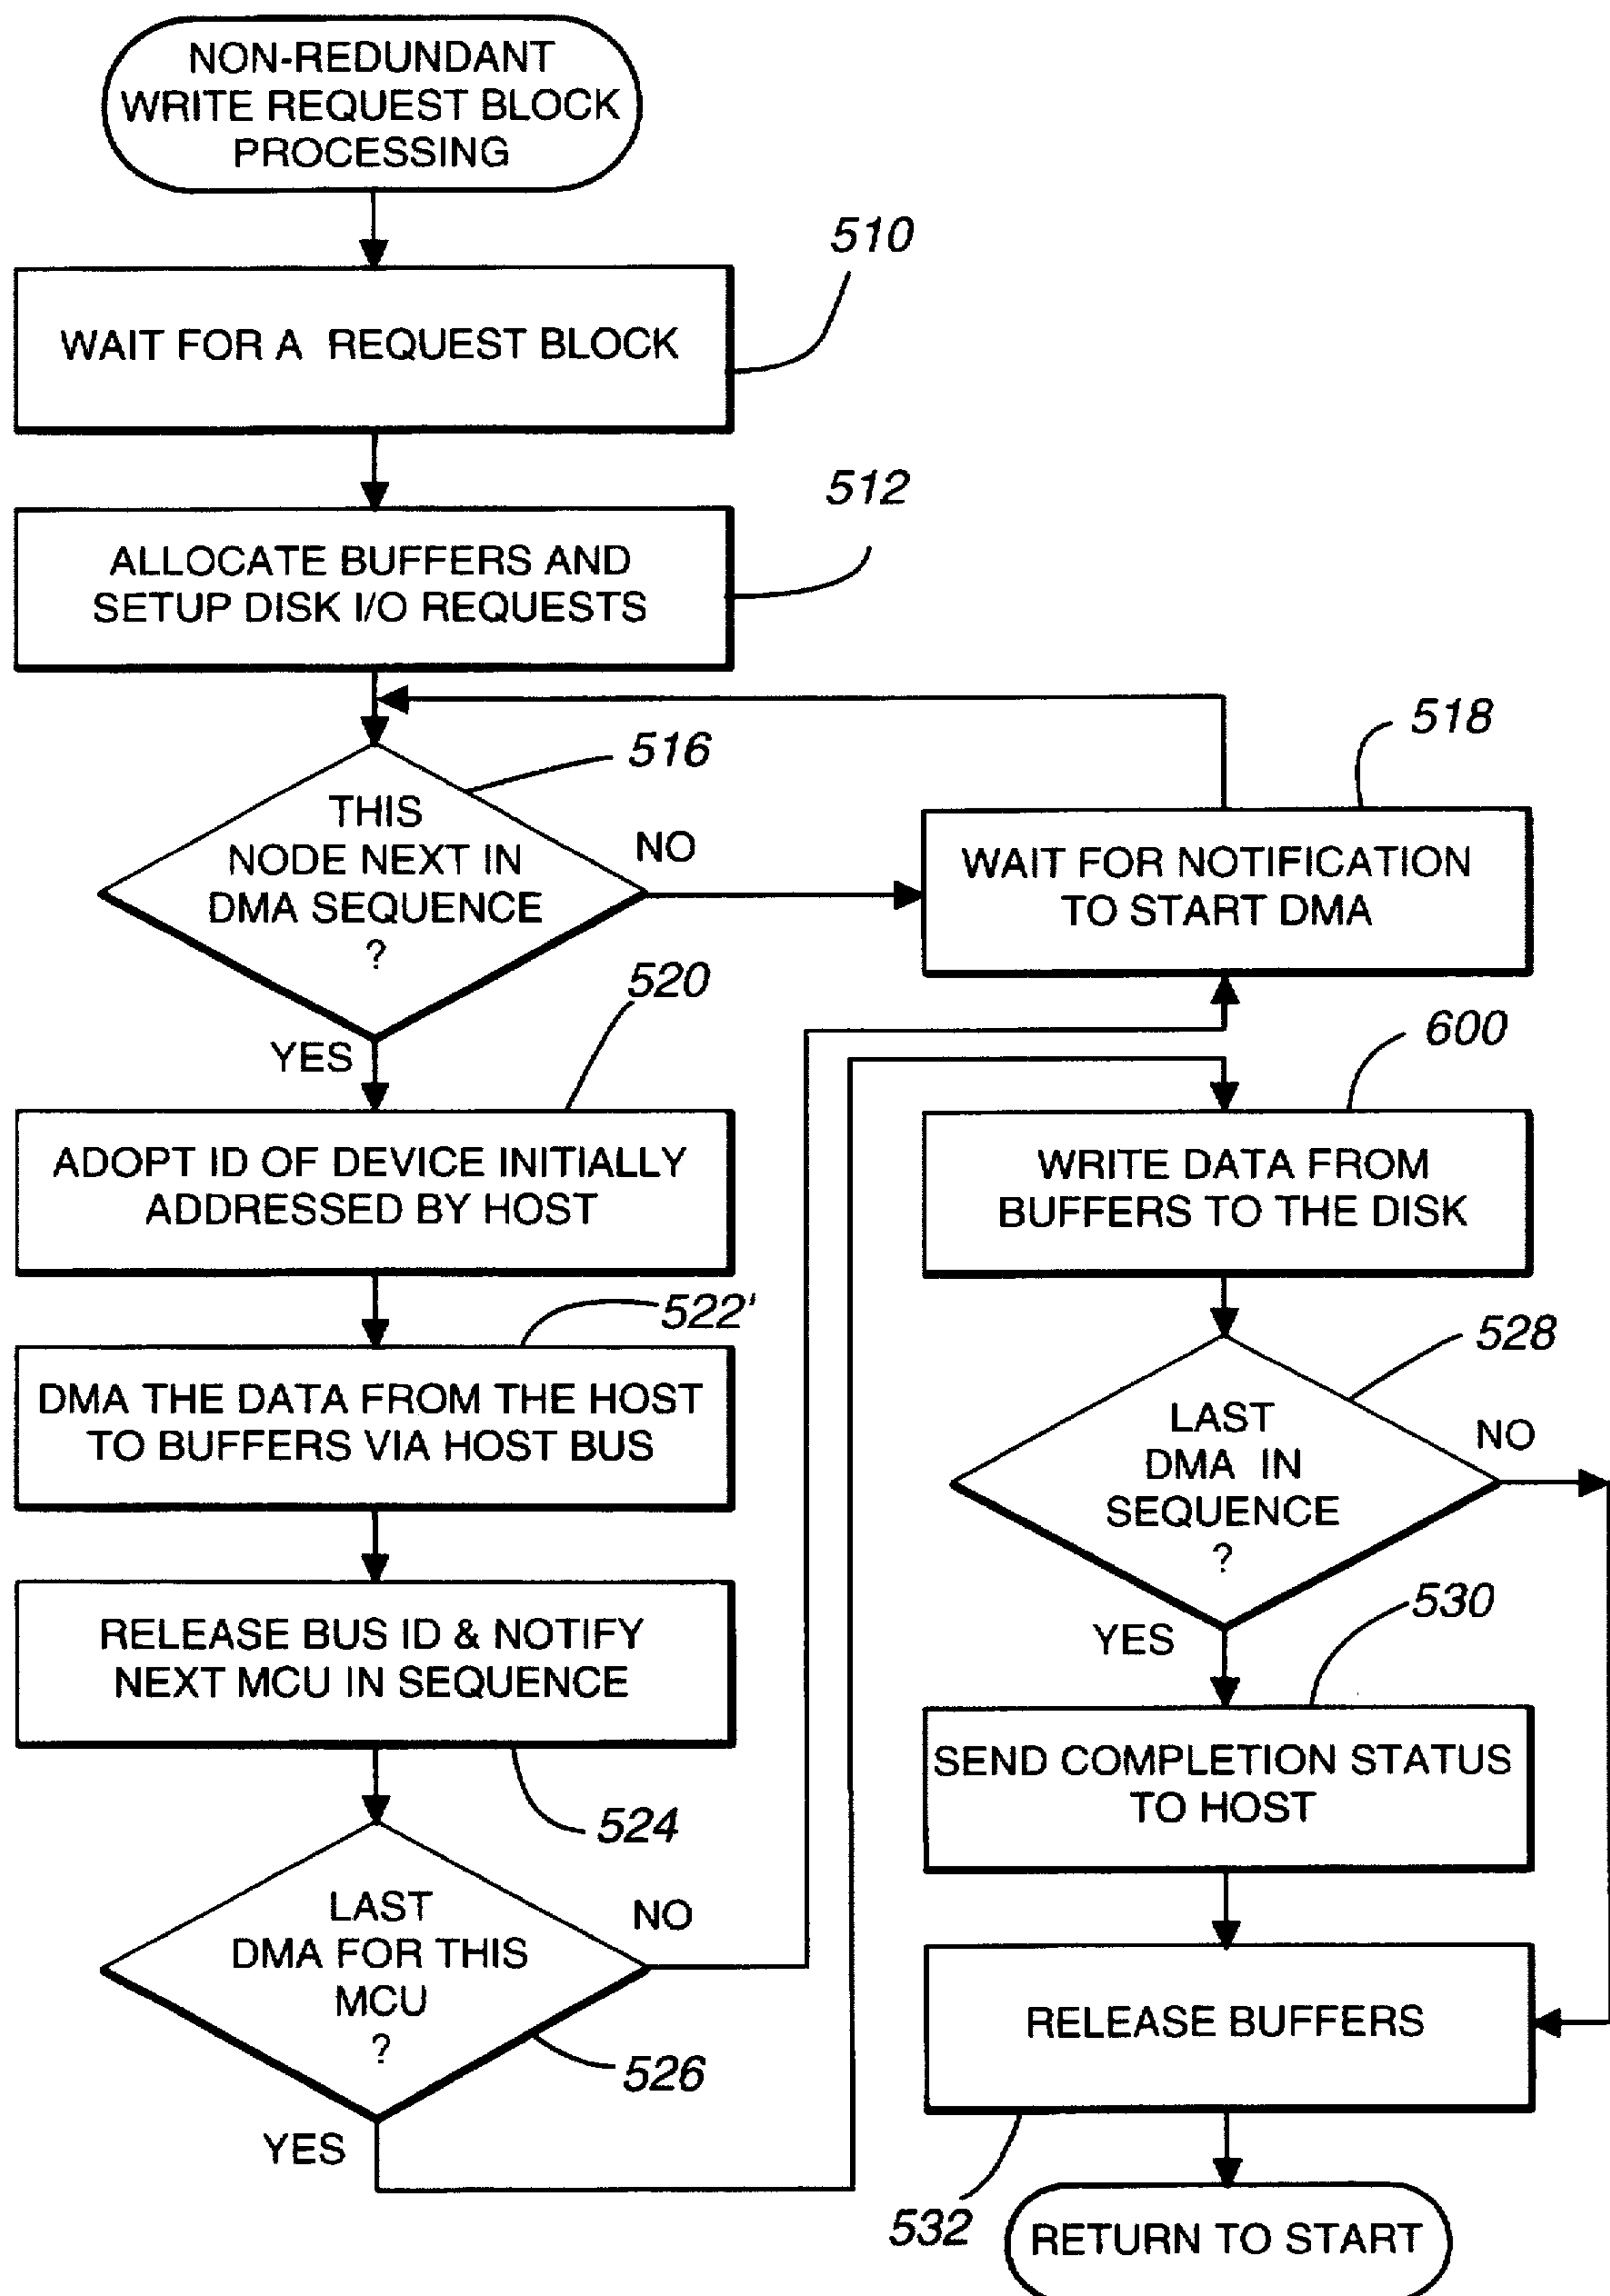 NON-REDUNDANT
WRITE REQUEST BLOCK
PROCESSING
510
WAIT FOR A REQUEST BLOCK
512
ALLOCATE BUFFERS AND
SETUP DISK I/O REQUESTS
516
THIS
NODE NEXT IN
DMA SEQUENCE
?
NO
YES
518
WAIT FOR NOTIFICATION
TO START DMA
520
ADOPT ID OF DEVICE INITIALLY
ADDRESSED BY HOST
522'
DMA THE DATA FROM THE HOST
TO BUFFERS VIA HOST BUS
RELEASE BUS ID & NOTIFY
NEXT MCU IN SEQUENCE
524
LAST
DMA FOR THIS
MCU
?
NO
526
YES
600
WRITE DATA FROM
BUFFERS TO THE DISK
528
LAST
DMA IN
SEQUENCE
?
NO
YES
530
SEND COMPLETION STATUS
TO HOST
RELEASE BUFFERS
532
RETURN TO START